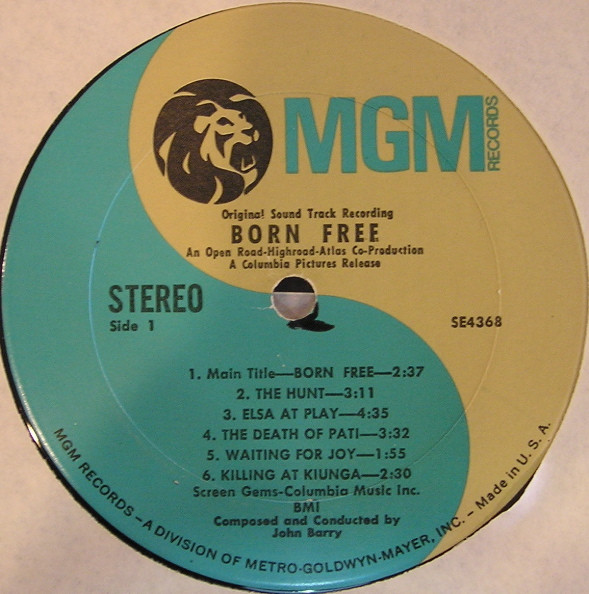 MGM
RECORDS
Original Sound Track Recording
BORN FREE
An Open Road-Highroad-Atlas Co-Production
A Columbia Pictures Release
STEREO
Side 1
SE4368
1. Main Title—BORN FREE—2:37
2. THE HUNT—3:11
3. ELSA AT PLAY—4:35
4. THE DEATH OF PATI—3:32
5. WAITING FOR JOY—1:55
6. KILLING AT KIUNGA—2:30
Screen Gems-Columbia Music Inc.
BMI
Composed and Conducted by
John Barry
MGM RECORDS – A DIVISION OF METRO-GOLDWYN-MAYER, INC. – Made in U. S. A.